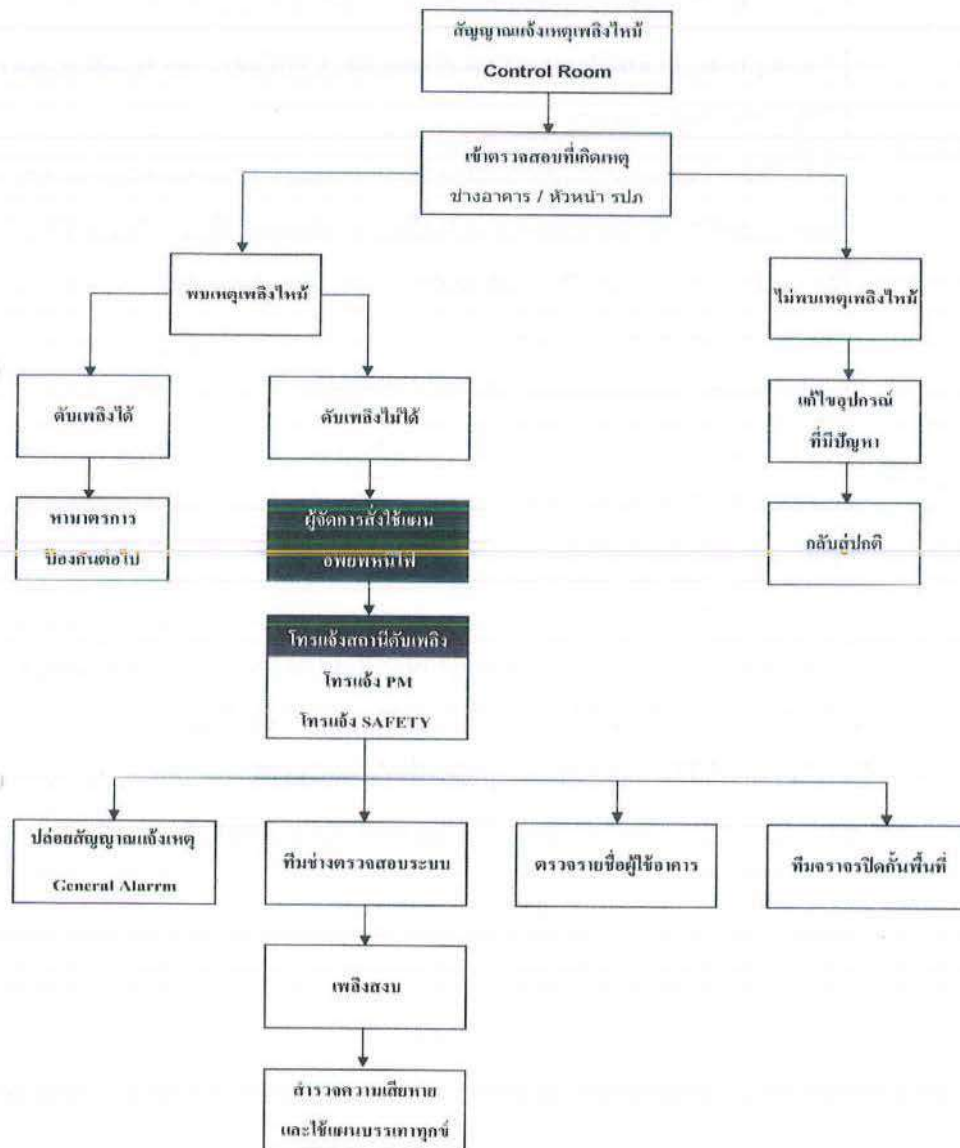 สัญญาณแจ้งเหตุเพลิงไหม้
Control Room
เข้าตรวจสอบที่เกิดเหตุ
ช่างอาคาร / หัวหน้า รปภ
พบเหตุเพลิงไหม้
ไม่พบเหตุเพลิงไหม้
ดับเพลิงได้
ดับเพลิงไม่ได้
แก้ไขอุปกรณ์
ที่มีปัญหา
หามาตรการ
ป้องกันต่อไป
ผู้จัดการสั่งใช้แผน
อพยพหนีไฟ
กลับสู่ปกติ
โทรแจ้งสถานีดับเพลิง
โทรแจ้ง PM
โทรแจ้ง SAFETY
ปล่อยสัญญาณแจ้งเหตุ
General Alarrm
ทีมช่างตรวจสอบระบบ
ตรวจรายชื่อผู้ใช้อาคาร
ทีมจราจรปิดกั้นพื้นที่
เพลิงสงบ
สำรวจความเสียหาย
และใช้แผนบรรเทาทุกข์